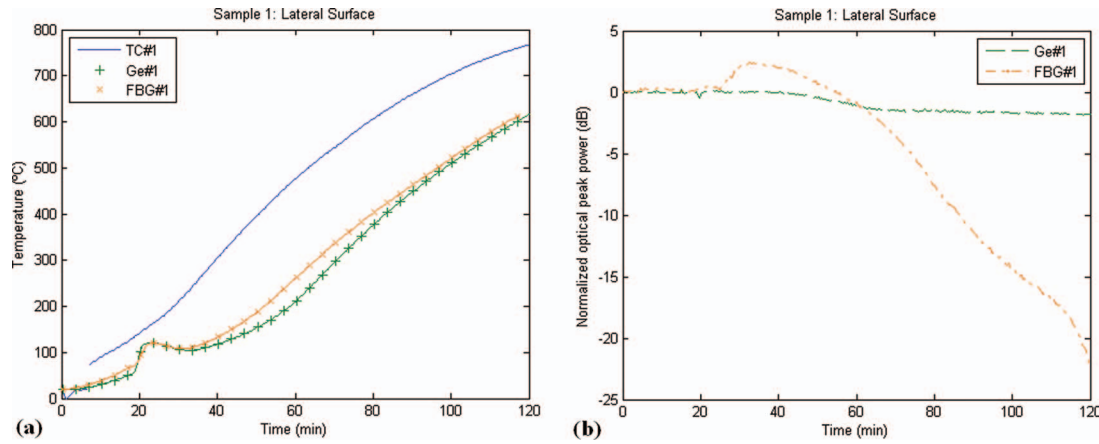 Sample 1: Lateral Surface
800
700
600
500
400
300
200
100
0
Temperature (ºC)
TC#1
Ge#1
FBG#1
0 20 40 60 80 100 120
Time (min)
(a)
Sample 1: Lateral Surface
5
0
-5
-10
-15
-20
-25
Normalized optical peak power (dB)
Ge#1
FBG#1
0 20 40 60 80 100 120
Time (min)
(b)